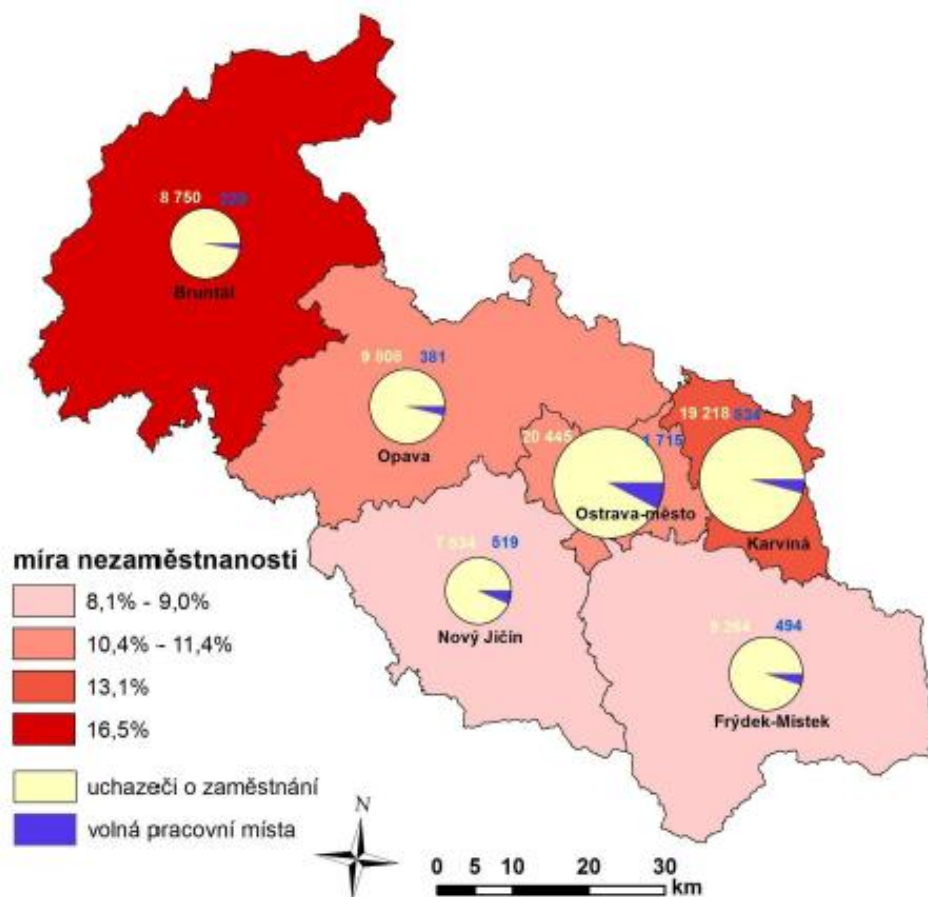 8 750
Bruntál
9 808 381
Opava
20 445 1 715
Ostrava-město
19 218 834
Karviná
519
Nový Jičín
494
Frýdek-Místek
míra nezaměstnanosti
8,1% - 9,0%
10,4% - 11,4%
13,1%
16,5%
uchazeči o zaměstnání
volná pracovní místa
N
0 5 10 20 30
km